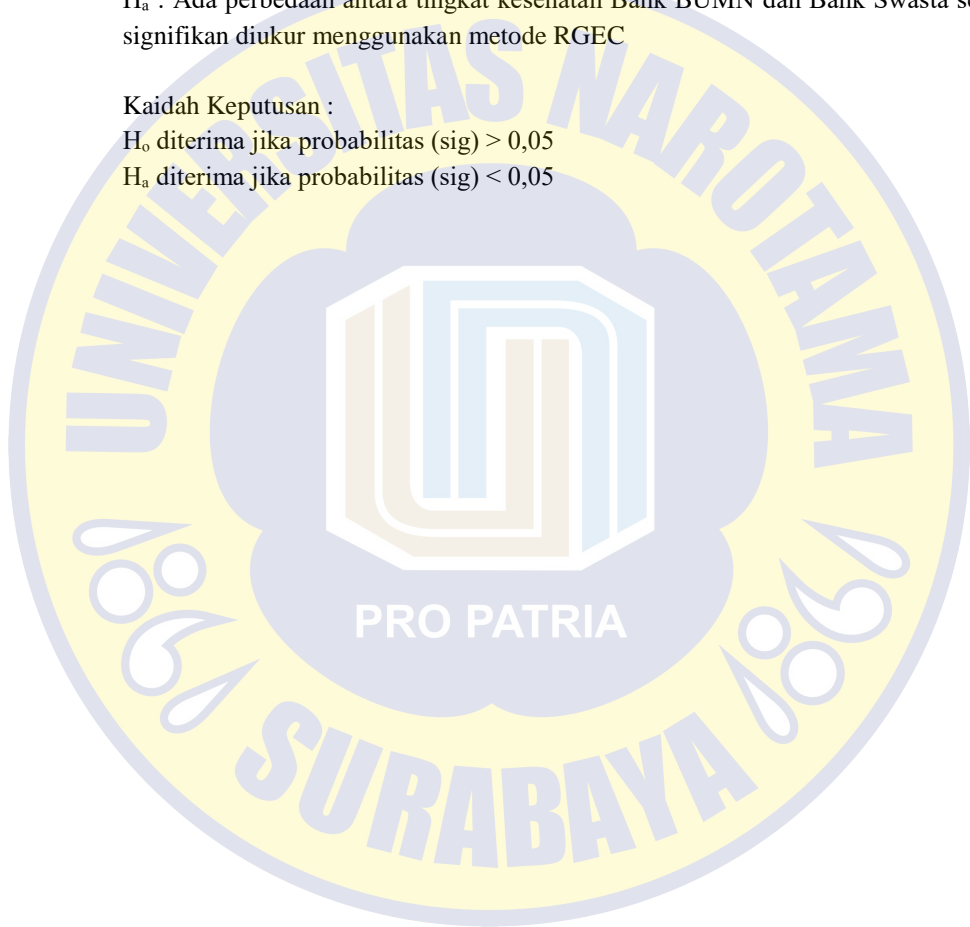 Hₐ : Ada perbedaan antara tingkat kesehatan Bank BUMN dan Bank Swasta
signifikan diukur menggunakan metode RGEC
Kaidah Keputusan :
Hₒ diterima jika probabilitas (sig) > 0,05
Hₐ diterima jika probabilitas (sig) < 0,05
UNIVERSITAS NAROTAMA
PRO PATRIA
1981
SURABAYA